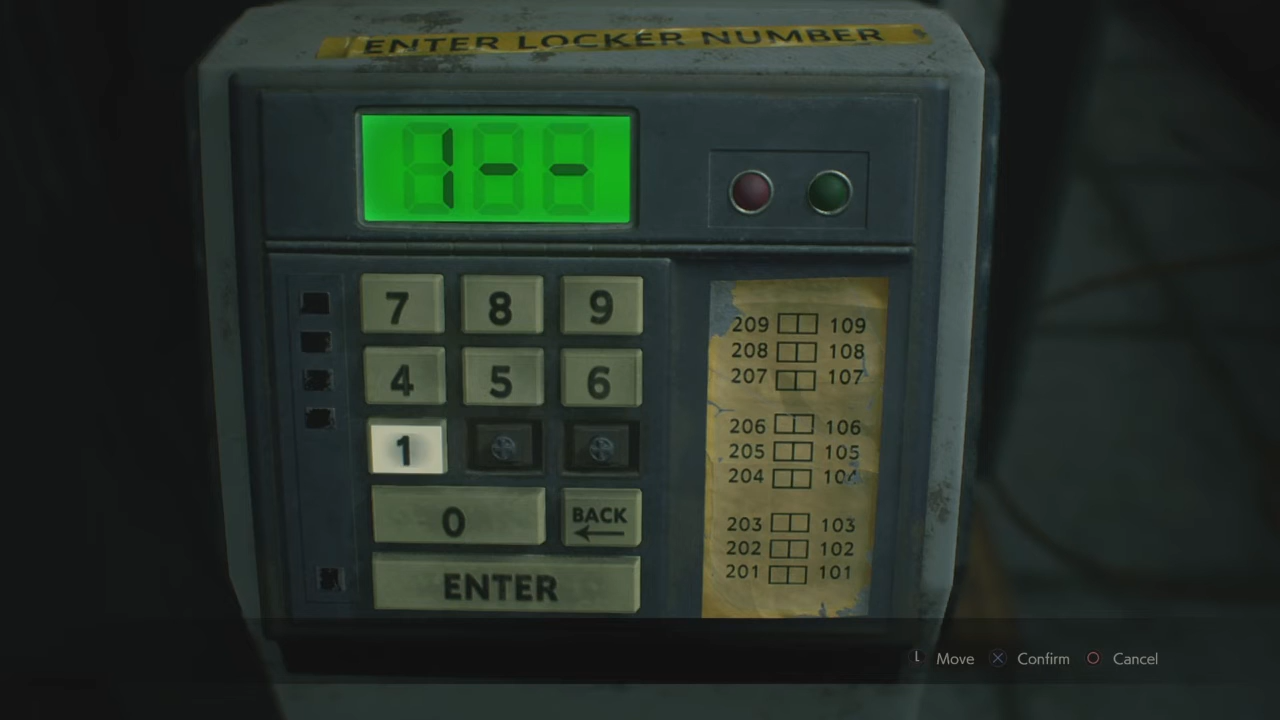 ENTER LOCKER NUMBER
1--
7 8 9
4 5 6
1
0 BACK
ENTER
209 109
208 108
207 107
206 106
205 105
204 104
203 103
202 102
201 101
L Move Confirm Cancel